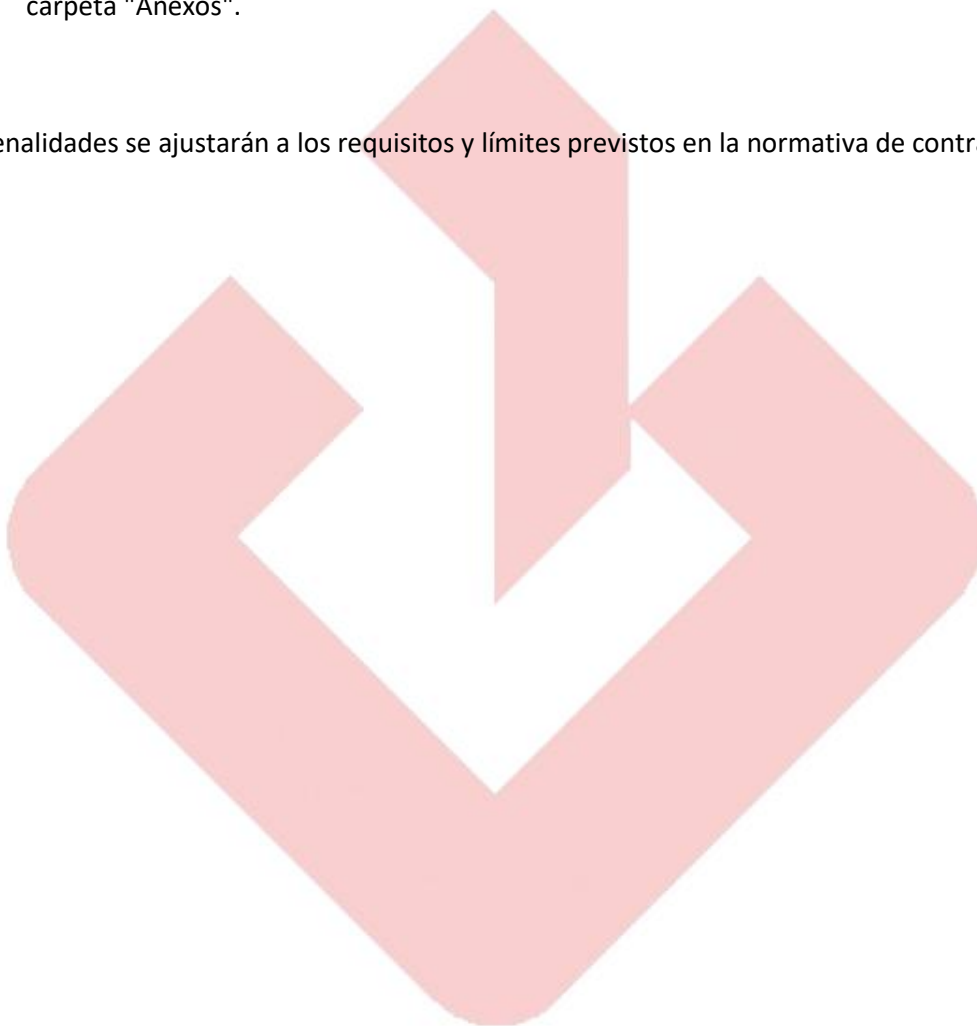 carpeta "Anexos".
enalidades se ajustarán a los requisitos y límites previstos en la normativa de contra